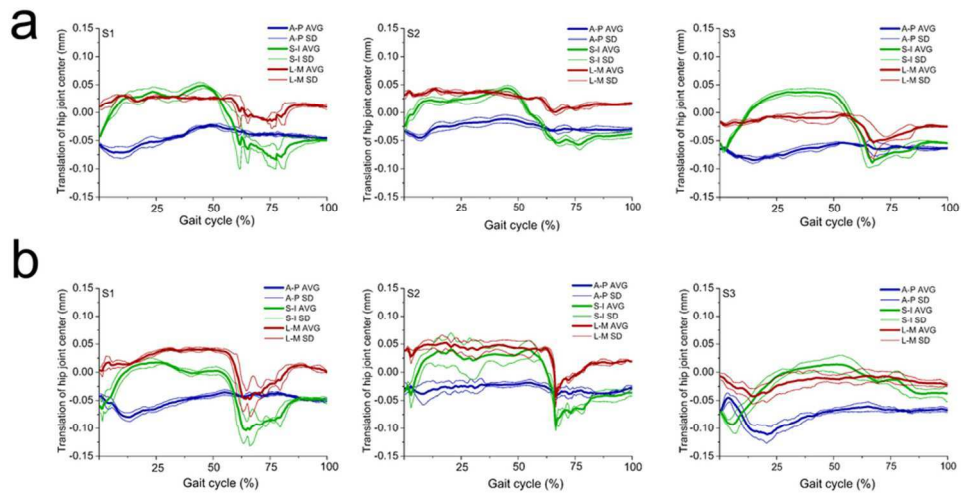 a
S1
A-P AVG
A-P SD
S-I AVG
S-I SD
L-M AVG
L-M SD
Translation of hip joint center (mm)
0.15
0.10
0.05
0.00
-0.05
-0.10
-0.15
25 50 75 100
Gait cycle (%)
S2
A-P AVG
A-P SD
S-I AVG
S-I SD
L-M AVG
L-M SD
Translation of hip joint center (mm)
0.15
0.10
0.05
0.00
-0.05
-0.10
-0.15
25 50 75 100
Gait cycle (%)
S3
A-P AVG
A-P SD
S-I AVG
S-I SD
L-M AVG
L-M SD
Translation of hip joint center (mm)
0.15
0.10
0.05
0.00
-0.05
-0.10
-0.15
25 50 75 100
Gait cycle (%)
b
S1
A-P AVG
A-P SD
S-I AVG
S-I SD
L-M AVG
L-M SD
Translation of hip joint center (mm)
0.15
0.10
0.05
0.00
-0.05
-0.10
-0.15
25 50 75 100
Gait cycle (%)
S2
A-P AVG
A-P SD
S-I AVG
S-I SD
L-M AVG
L-M SD
Translation of hip joint center (mm)
0.15
0.10
0.05
0.00
-0.05
-0.10
-0.15
25 50 75 100
Gait cycle (%)
S3
A-P AVG
A-P SD
S-I AVG
S-I SD
L-M AVG
L-M SD
Translation of hip joint center (mm)
0.15
0.10
0.05
0.00
-0.05
-0.10
-0.15
25 50 75 100
Gait cycle (%)